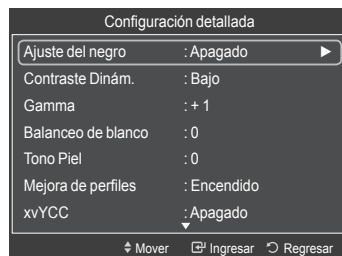 Configuración detallada
Ajuste del negro : Apagado
Contraste Dinám. : Bajo
Gamma : + 1
Balanceo de blanco : 0
Tono Piel : 0
Mejora de perfiles : Encendido
xvYCC : Apagado
Mover Ingresar Regresar